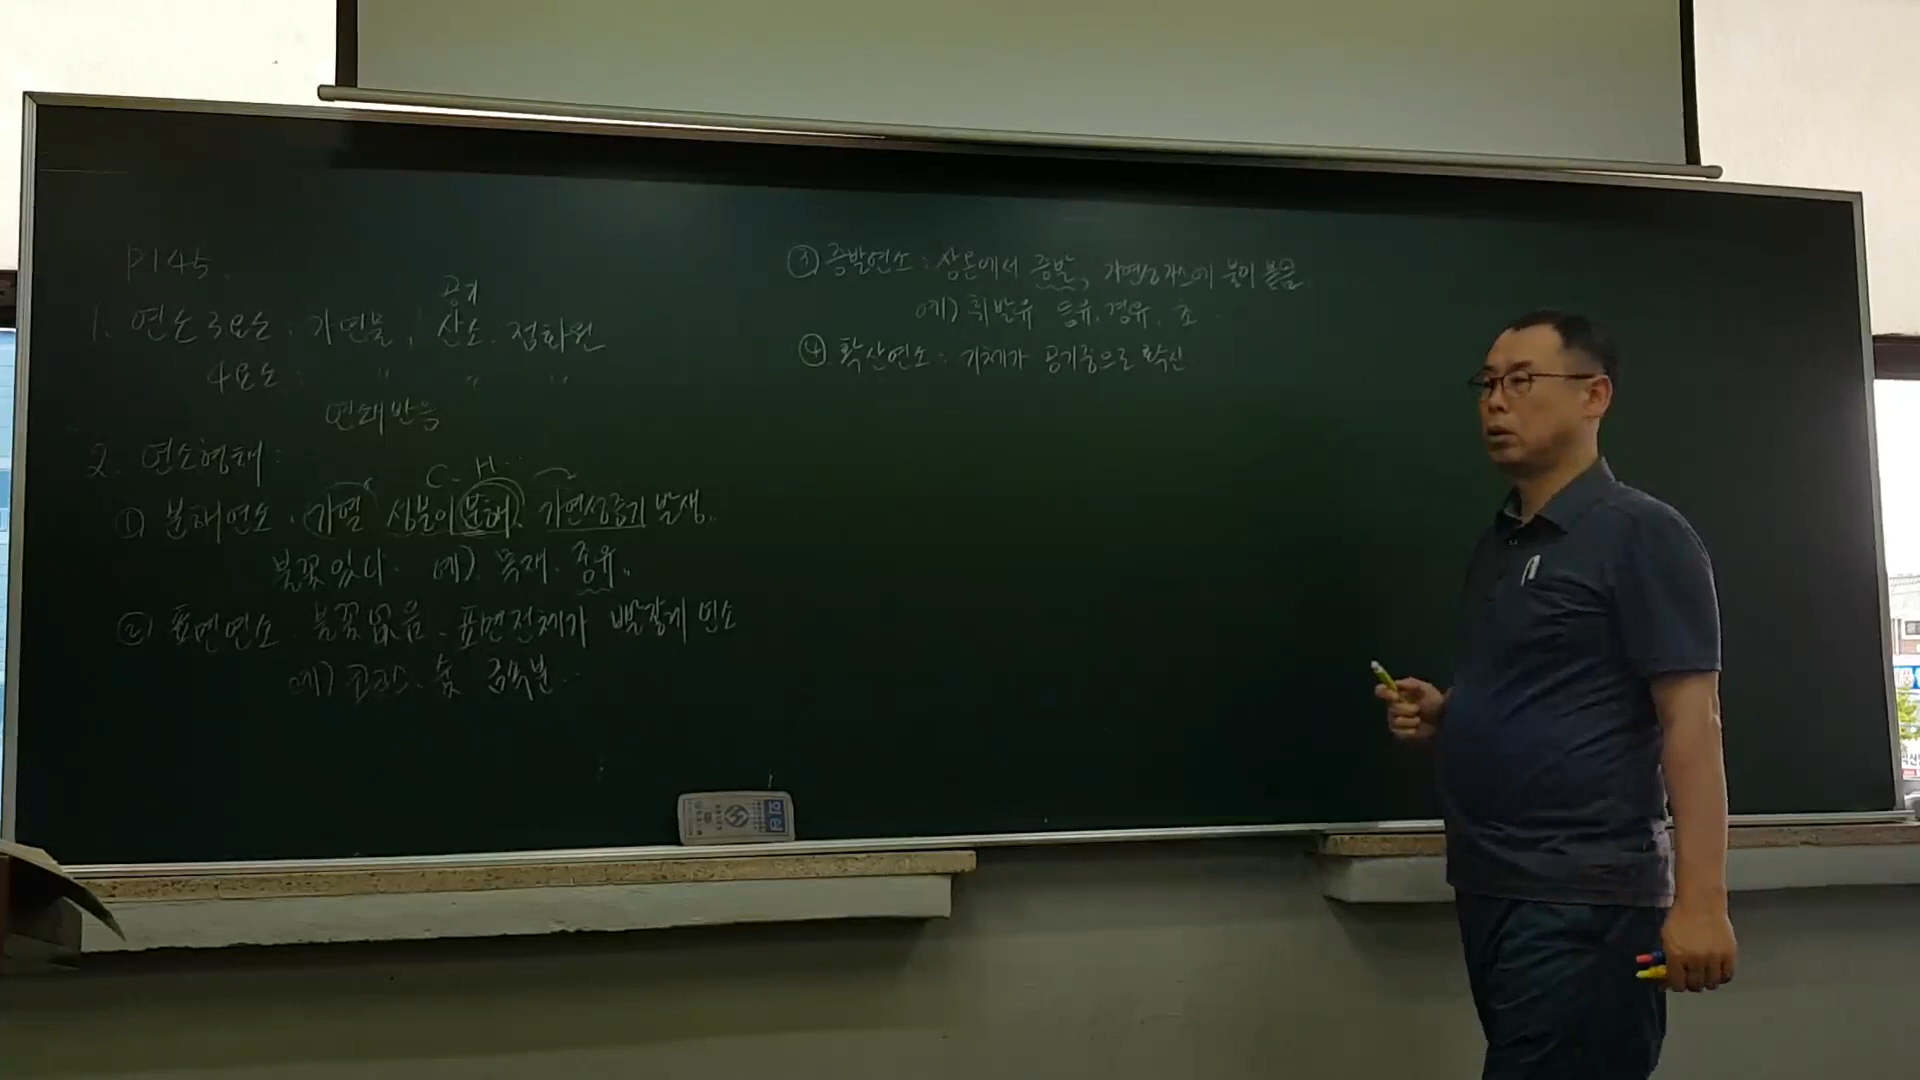 P145.
공기
1. 연소3요소 : 가연물, 산소, 점화원
4요소 : " " "
연쇄반응
2. 연소형태 :
C. H...
① 분해연소. 가열 성분이 분해. 가연성증기 발생.
불꽃있다. 예) 목재. 중유.
② 표면연소. 불꽃없음. 표면전체가 빨갛게 연소
예) 코크스. 숯 금속분..
③ 증발연소 : 상온에서 증발, 가연성가스에 불이 붙음.
예) 휘발유 등유. 경유. 초
④ 확산연소 : 기체가 공기중으로 확산